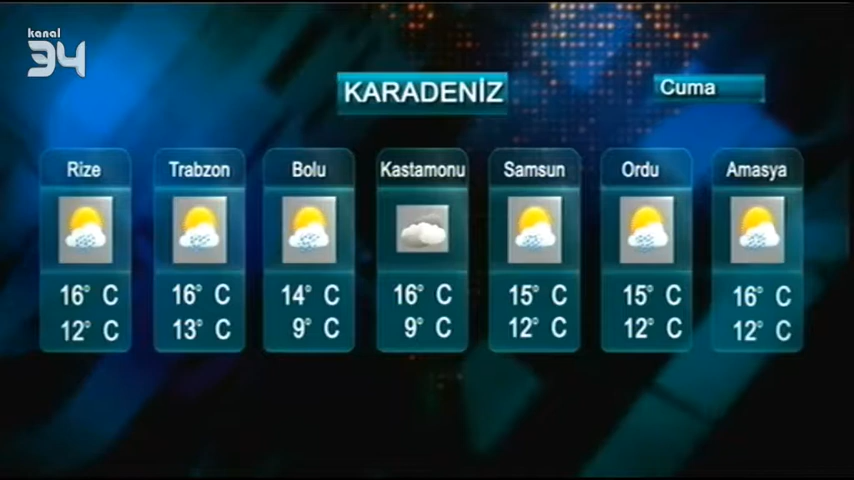 kanal
34
KARADENİZ
Cuma
Rize
16° C
12° C
Trabzon
16° C
13° C
Bolu
14° C
9° C
Kastamonu
16° C
9° C
Samsun
15° C
12° C
Ordu
15° C
12° C
Amasya
16° C
12° C